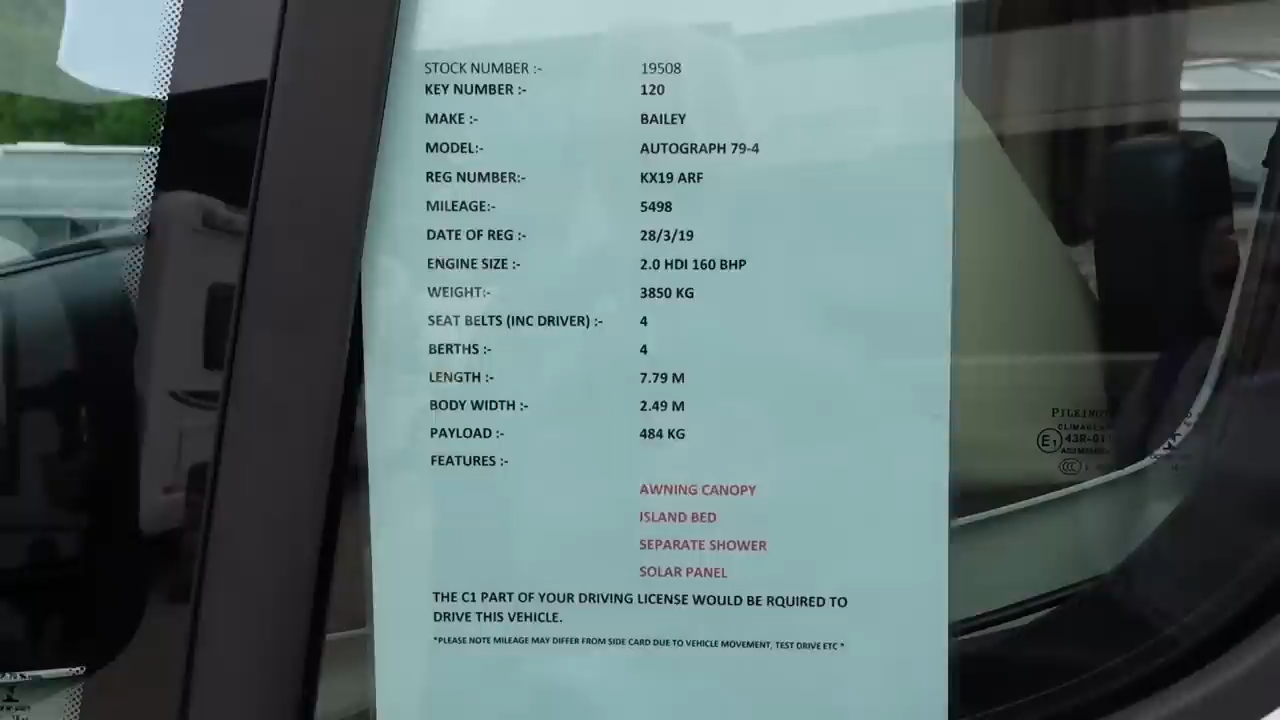 STOCK NUMBER :- 19508
KEY NUMBER :- 120
MAKE :- BAILEY
MODEL:- AUTOGRAPH 79-4
REG NUMBER:- KX19 ARF
MILEAGE:- 5498
DATE OF REG :- 28/3/19
ENGINE SIZE :- 2.0 HDI 160 BHP
WEIGHT:- 3850 KG
SEAT BELTS (INC DRIVER) :- 4
BERTHS :- 4
LENGTH :- 7.79 M
BODY WIDTH :- 2.49 M
PAYLOAD :- 484 KG
FEATURES :-
AWNING CANOPY
ISLAND BED
SEPARATE SHOWER
SOLAR PANEL
THE C1 PART OF YOUR DRIVING LICENSE WOULD BE RQUIRED TO
DRIVE THIS VEHICLE.
*PLEASE NOTE MILEAGE MAY DIFFER FROM SIDE CARD DUE TO VEHICLE MOVEMENT, TEST DRIVE ETC *
E1